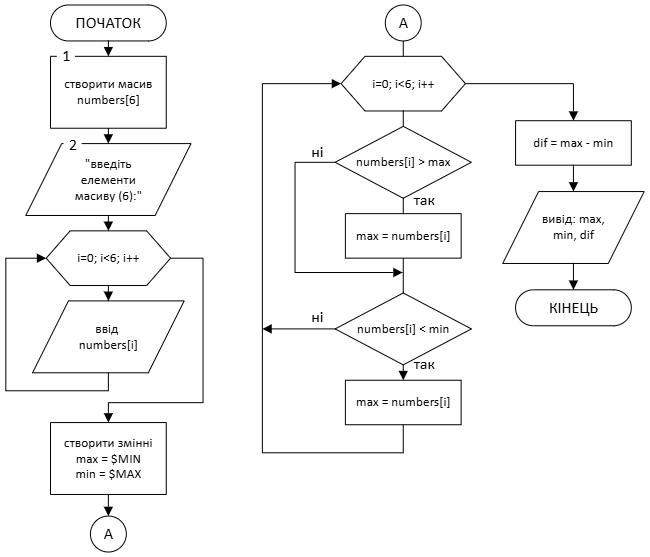 ПОЧАТОК
1
створити масив
numbers[6]
2
"введіть
елементи
масиву (6):"
i=0; i<6; i++
ввід
numbers[i]
створити змінні
max = $MIN
min = $MAX
A
A
i=0; i<6; i++
ні
numbers[i] > max
так
max = numbers[i]
ні
numbers[i] < min
так
max = numbers[i]
dif = max - min
вивід: max,
min, dif
КІНЕЦЬ